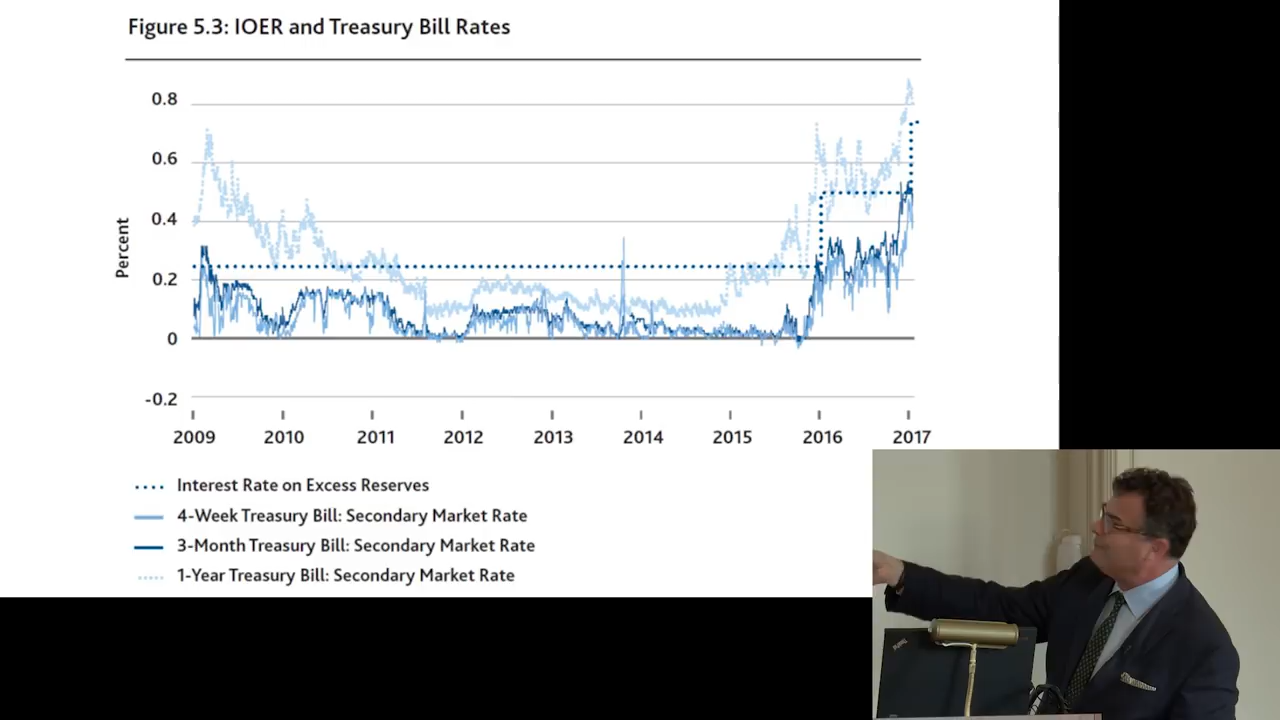 Figure 5.3: IOER and Treasury Bill Rates
Percent
0.8
0.6
0.4
0.2
0
-0.2
2009 2010 2011 2012 2013 2014 2015 2016 2017
Interest Rate on Excess Reserves
4-Week Treasury Bill: Secondary Market Rate
3-Month Treasury Bill: Secondary Market Rate
1-Year Treasury Bill: Secondary Market Rate